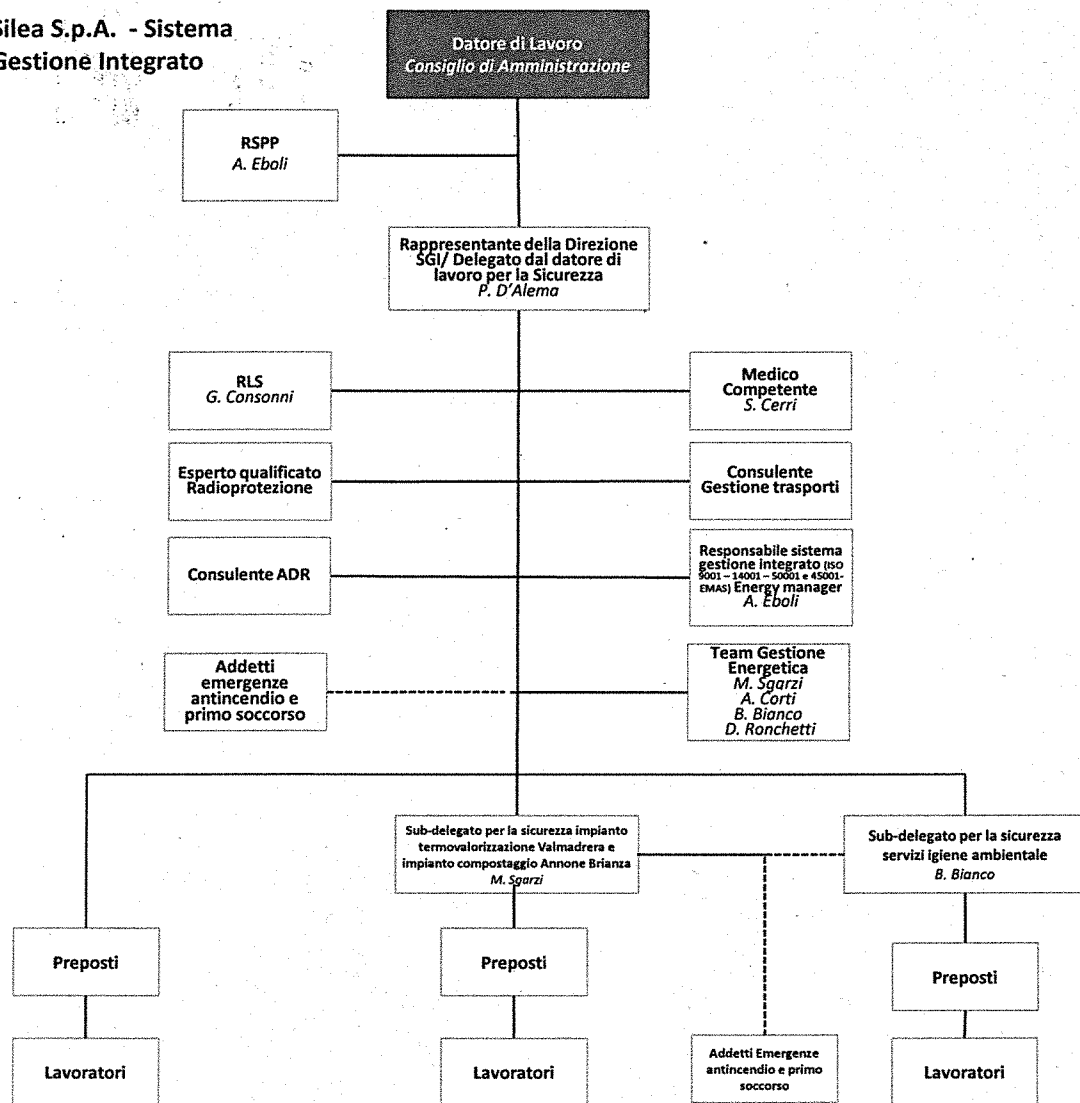 Silea S.p.A. - Sistema
Gestione Integrato
Datore di Lavoro
Consiglio di Amministrazione
RSPP
A. Eboli
Rappresentante della Direzione
SGI/ Delegato dal datore di
lavoro per la Sicurezza
P. D'Alema
RLS
G. Consonni
Medico
Competente
S. Cerri
Esperto qualificato
Radioprotezione
Consulente
Gestione trasporti
Consulente ADR
Responsabile sistema
gestione integrato (ISO
9001 – 14001 – 50001 e 45001-
EMAS) Energy manager
A. Eboli
Addetti
emergenze
antincendio e
primo soccorso
Team Gestione
Energetica
M. Sgarzi
A. Corti
B. Bianco
D. Ronchetti
Sub-delegato per la sicurezza impianto
termovalorizzazione Valmadrera e
impianto compostaggio Annone Brianza
M. Sgarzi
Sub-delegato per la sicurezza
servizi igiene ambientale
B. Bianco
Preposti
Preposti
Preposti
Lavoratori
Lavoratori
Addetti Emergenze
antincendio e primo
soccorso
Lavoratori